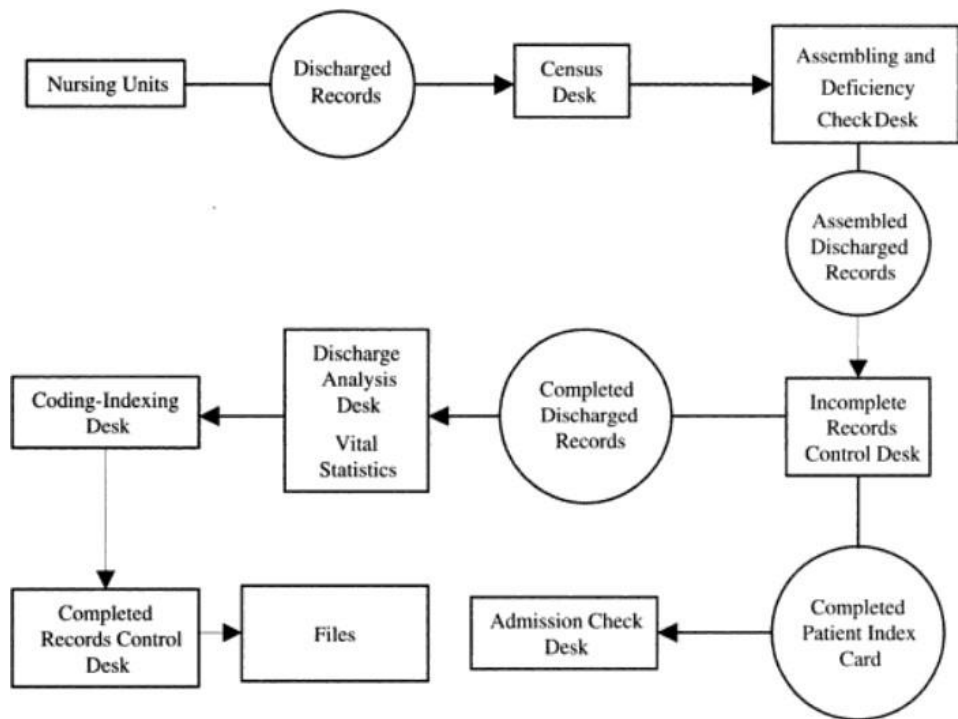 Nursing Units
Discharged
Records
Census
Desk
Assembling and
Deficiency
Check Desk
Assembled
Discharged
Records
Incomplete
Records
Control Desk
Completed
Discharged
Records
Discharge
Analysis
Desk
Vital
Statistics
Coding-Indexing
Desk
Completed
Records Control
Desk
Files
Completed
Patient Index
Card
Admission Check
Desk